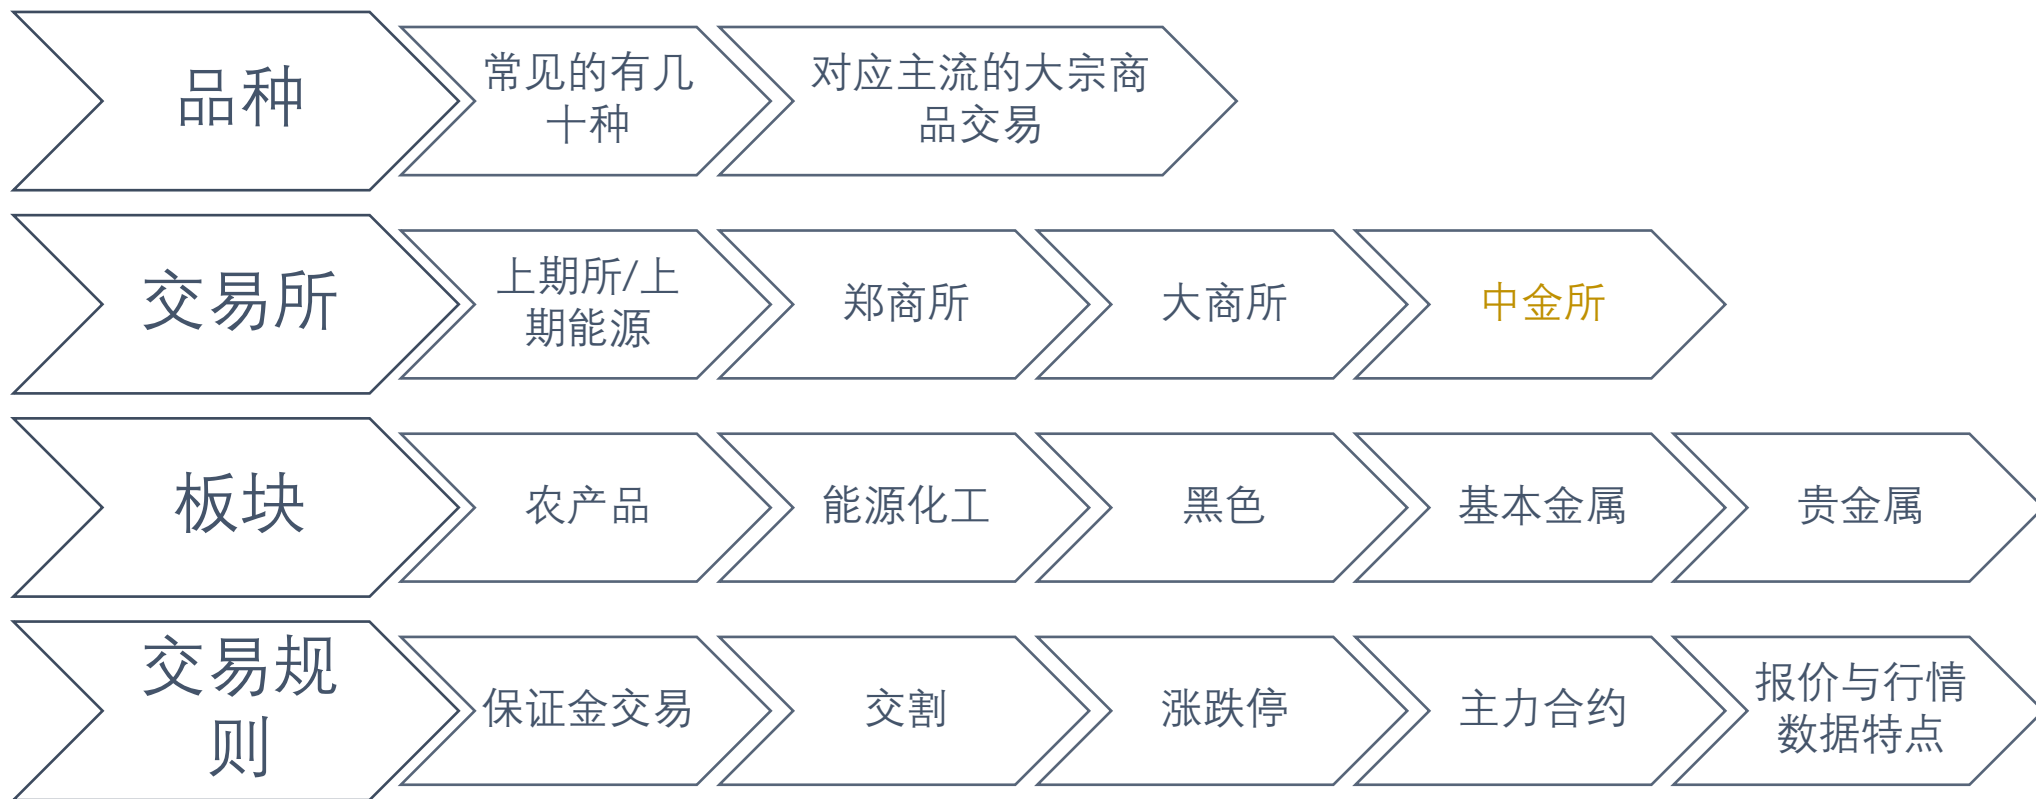 品种
常见的有几
十种
对应主流的大宗商
品交易
交易所
上期所/上
期能源
郑商所
大商所
中金所
板块
农产品
能源化工
黑色
基本金属
贵金属
交易规
则
保证金交易
交割
涨跌停
主力合约
报价与行情
数据特点